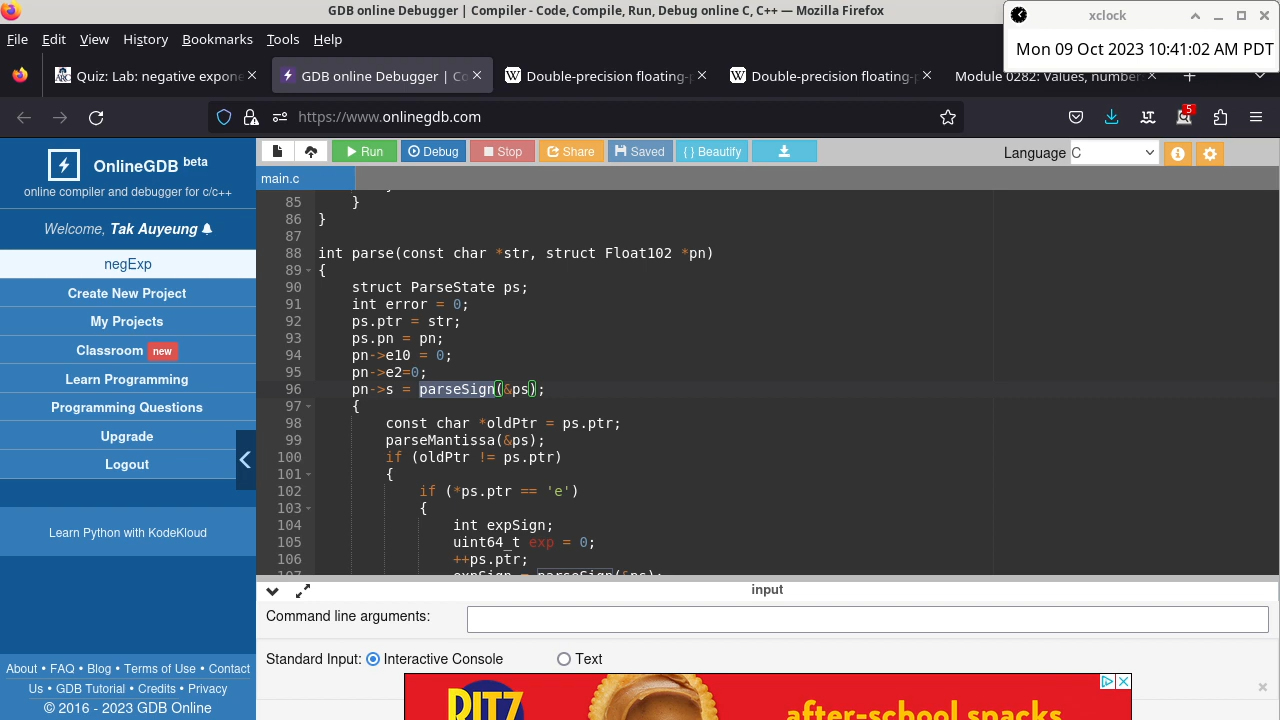 GDB online Debugger | Compiler - Code, Compile, Run, Debug online C, C++ — Mozilla Firefox
xclock
Mon 09 Oct 2023 10:41:02 AM PDT
File Edit View History Bookmarks Tools Help
Quiz: Lab: negative expone
GDB online Debugger | Co
Double-precision floating-p
Double-precision floating-p
Module 0282: Values, number
https://www.onlinegdb.com
5
OnlineGDB beta
online compiler and debugger for c/c++
Welcome, Tak Auyeung
negExp
Create New Project
My Projects
Classroom new
Learn Programming
Programming Questions
Upgrade
Logout
Learn Python with KodeKloud
About • FAQ • Blog • Terms of Use • Contact
Us • GDB Tutorial • Credits • Privacy
© 2016 - 2023 GDB Online
Run Debug Stop Share Saved { } Beautify
Language C
main.c
85 }
86 }
87
88 int parse(const char *str, struct Float102 *pn)
89 {
90 struct ParseState ps;
91 int error = 0;
92 ps.ptr = str;
93 ps.pn = pn;
94 pn->e10 = 0;
95 pn->e2=0;
96 pn->s = parseSign(&ps);
97 {
98 const char *oldPtr = ps.ptr;
99 parseMantissa(&ps);
100 if (oldPtr != ps.ptr)
101 {
102 if (*ps.ptr == 'e')
103 {
104 int expSign;
105 uint64_t exp = 0;
106 ++ps.ptr;
107 expSign = parseSign(&ps);
input
Command line arguments:
Standard Input: Interactive Console Text
RITZ
after-school snacks